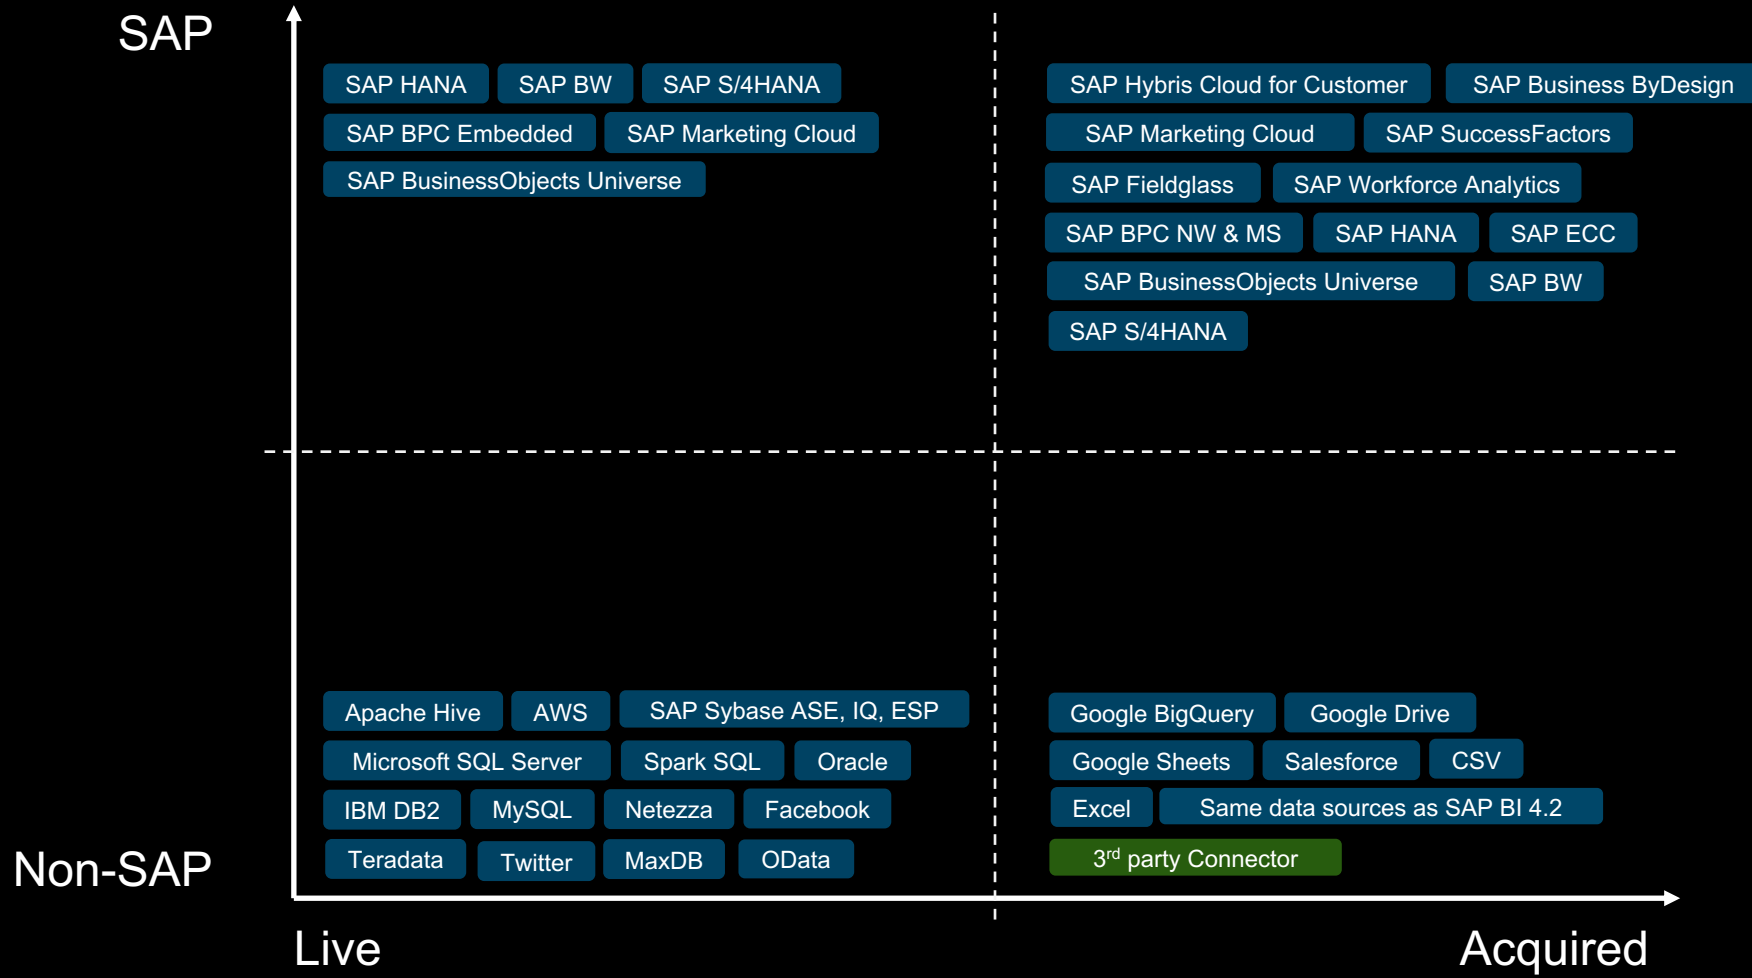 SAP
SAP HANA SAP BW SAP S/4HANA
SAP BPC Embedded SAP Marketing Cloud
SAP BusinessObjects Universe
SAP Hybris Cloud for Customer SAP Business ByDesign
SAP Marketing Cloud SAP SuccessFactors
SAP Fieldglass SAP Workforce Analytics
SAP BPC NW & MS SAP HANA SAP ECC
SAP BusinessObjects Universe SAP BW
SAP S/4HANA
Apache Hive AWS SAP Sybase ASE, IQ, ESP
Microsoft SQL Server Spark SQL Oracle
IBM DB2 MySQL Netezza Facebook
Teradata Twitter MaxDB OData
Google BigQuery Google Drive
Google Sheets Salesforce CSV
Excel Same data sources as SAP BI 4.2
3rd party Connector
Non-SAP
Live Acquired